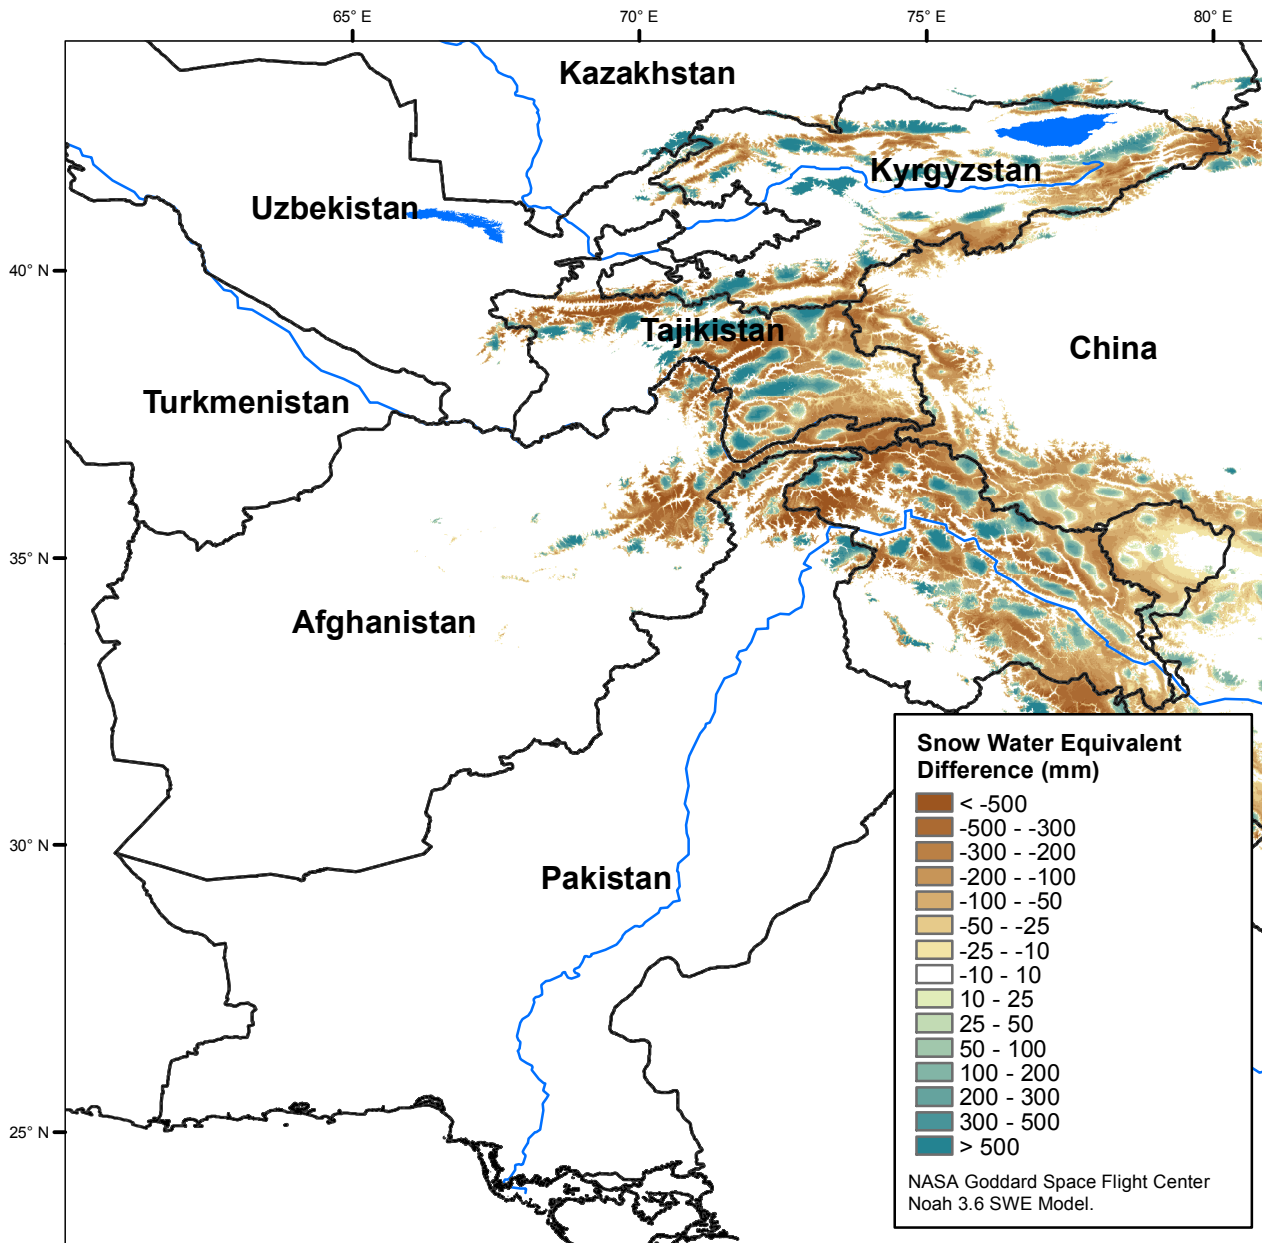 65° E
70° E
75° E
80° E
Kazakhstan
Kyrgyzstan
Uzbekistan
40° N
Tajikistan
China
Turkmenistan
35° N
Afghanistan
30° N
Pakistan
25° N
Snow Water Equivalent
Difference (mm)
< -500
-500 - -300
-300 - -200
-200 - -100
-100 - -50
-50 - -25
-25 - -10
-10 - 10
10 - 25
25 - 50
50 - 100
100 - 200
200 - 300
300 - 500
> 500
NASA Goddard Space Flight Center
Noah 3.6 SWE Model.